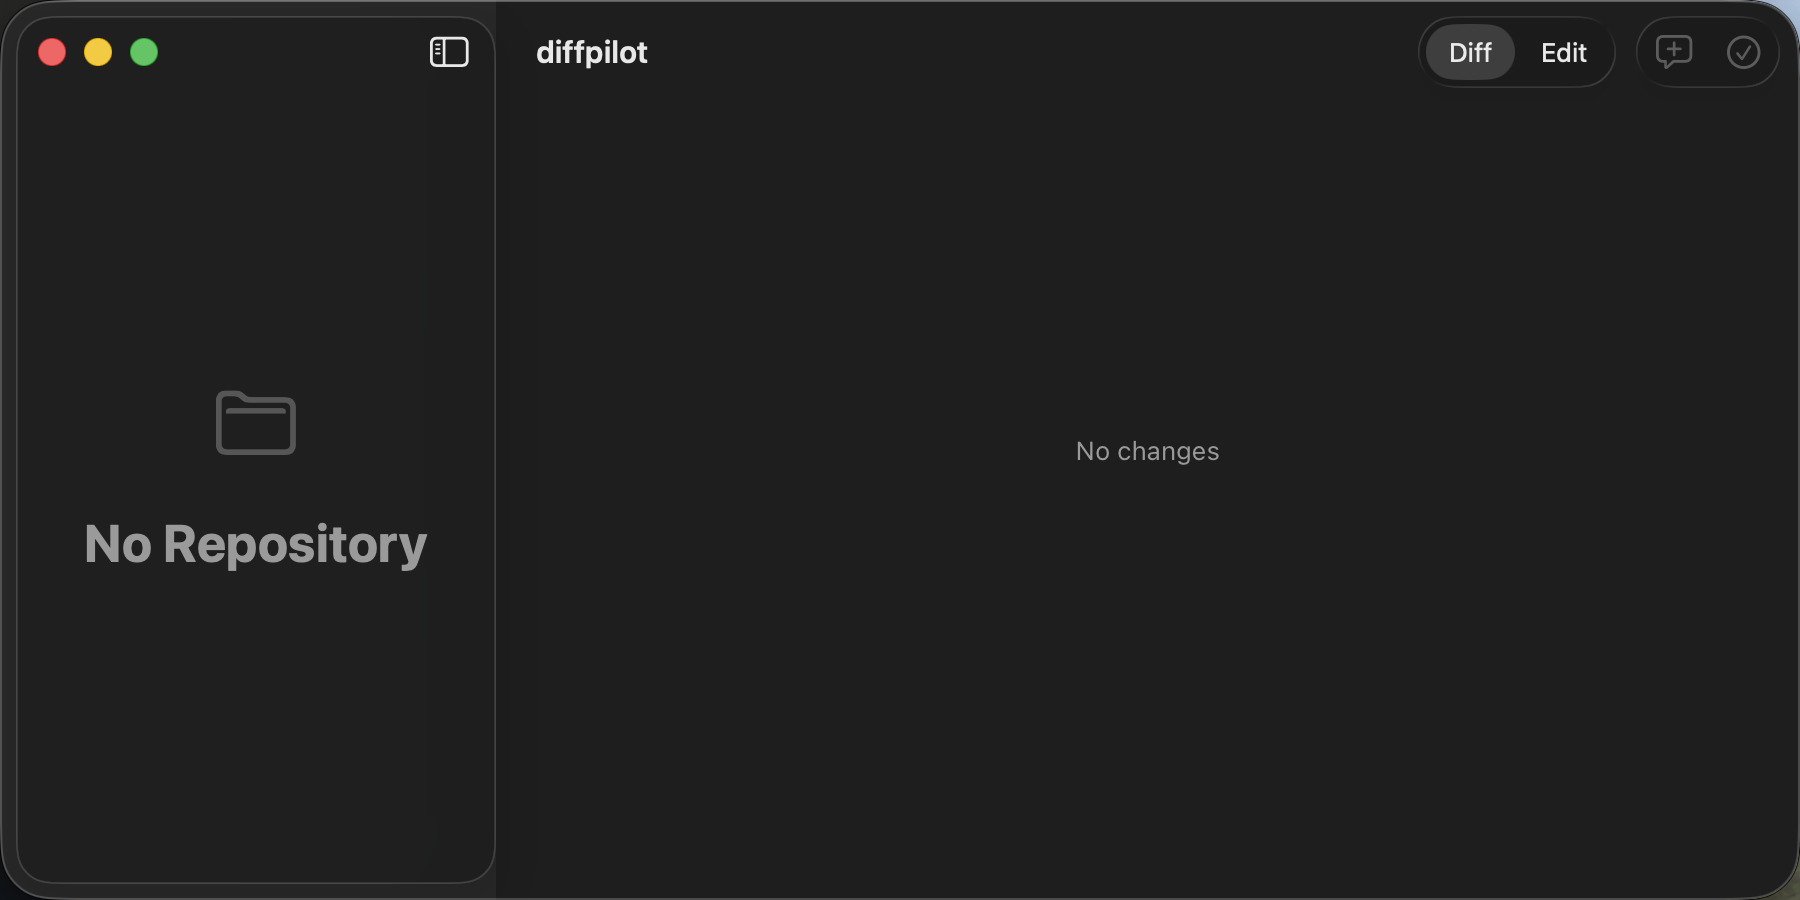 diffpilot
Diff
Edit
No Repository
No changes